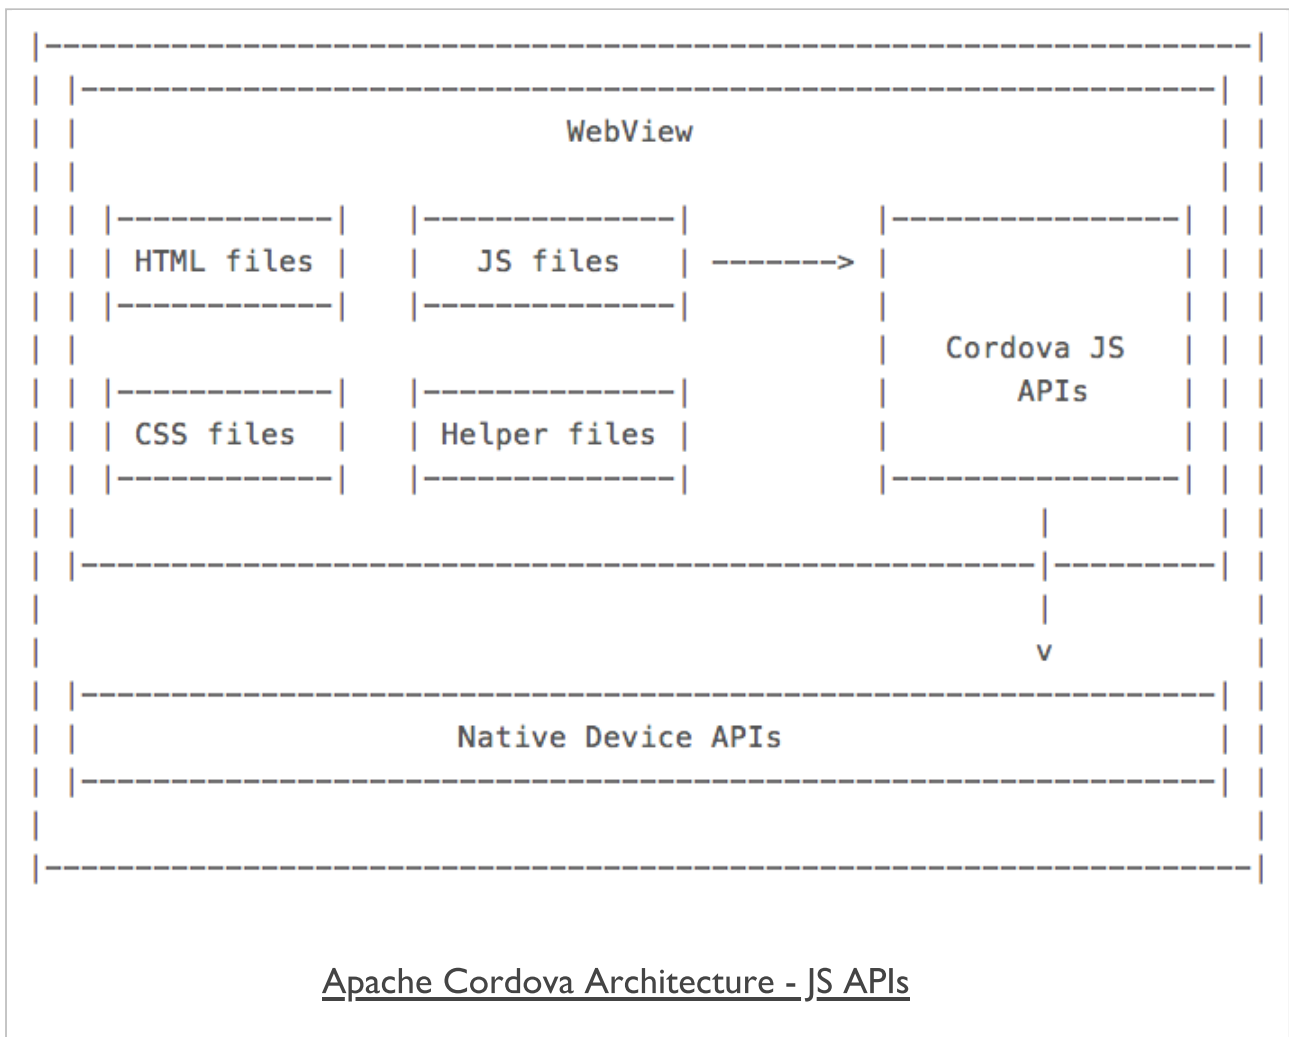 WebView
HTML files JS files ------->
Cordova JS
APIs
CSS files Helper files
v
Native Device APIs
Apache Cordova Architecture - JS APIs